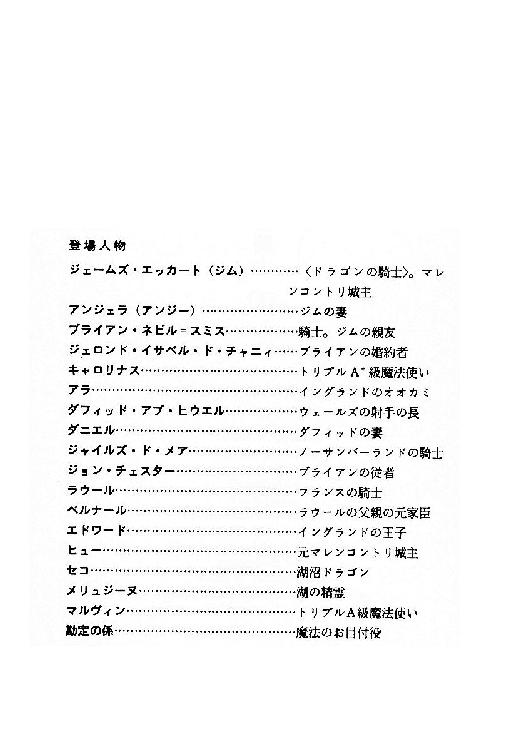 登場人物
ジェームズ・エッカート（ジム）…………〈ドラゴンの騎士〉。マレ
ンコントリ城主
アンジェラ（アンジー）……………………ジムの妻
ブライアン・ネビル＝スミス………………騎士。ジムの親友
ジェロンド・イサベル・ド・チャニィ……ブライアンの婚約者
キャロリナス…………………………………トリプルA⁺級魔法使い
アラ……………………………………………イングランドのオオカミ
ダフィッド・アプ・ヒウエル………………ウェールズの射手の長
ダニエル………………………………………ダフィッドの妻
ジャイルズ・ド・メア………………………ノーサンバーランドの騎士
ジョン・チェスター…………………………ブライアンの従者
ラウール………………………………………フランスの騎士
ベルナール……………………………………ラウールの父親の元家臣
エドワード……………………………………イングランドの王子
ヒュー…………………………………………元マレンコントリ城主
セコ……………………………………………湖沼ドラゴン
メリュジーヌ…………………………………湖の精霊
マルヴィン……………………………………トリプルA級魔法使い
勘定の係………………………………………魔法のお目付役